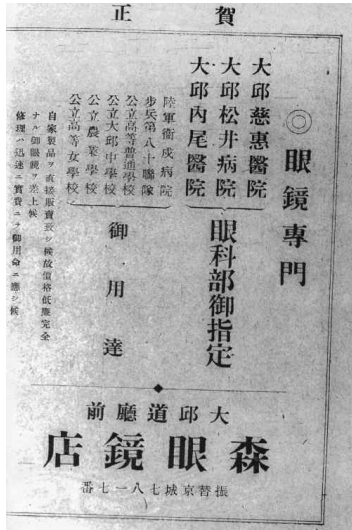 賀正
◎眼鏡專門
大邱慈惠醫院
大邱松井病院
大邱內尾醫院
眼科部御指定
陸軍衞戍病院
步兵第八十聯隊
公立高等普通學校
公立大邱中學校
公立農業學校
公立高等女學校
御用達
自家製品ヲ直接販賣致シ候故價格低廉完全
ナル御眼鏡ヲ差上候
修理ハ迅速ニ實費ニテ御用命ニ應シ候
大邱道廳前
森眼鏡店
振替京城七八一七番